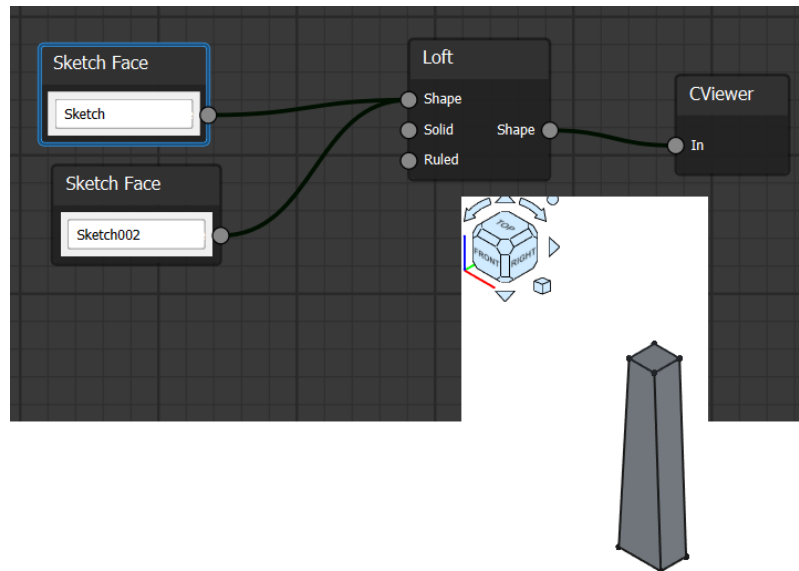 Sketch Face
Sketch
Sketch Face
Sketch002
Loft
Shape
Solid
Shape
Ruled
CViewer
In
TOP
FRONT
RIGHT